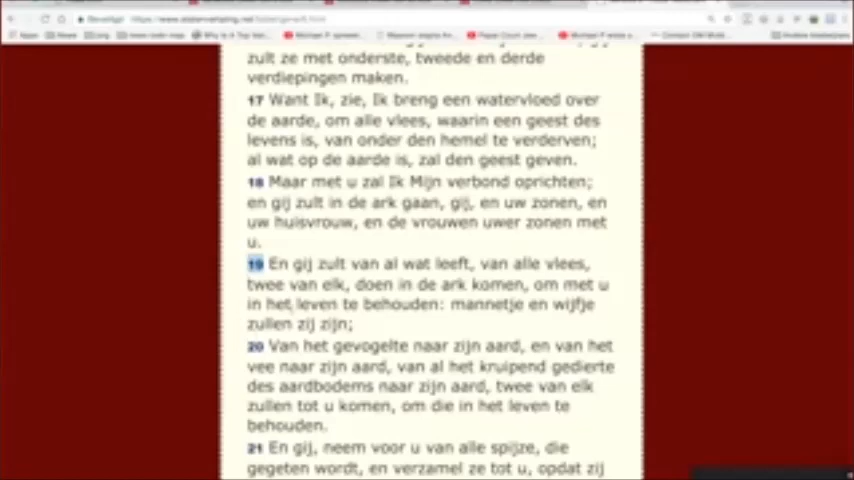 zult ze met onderste, tweede en derde
verdiepingen maken.
17 Want Ik, zie, Ik breng een watervloed over
de aarde, om alle vlees, waarin een geest des
levens is, van onder den hemel te verderven;
al wat op de aarde is, zal den geest geven.
18 Maar met u zal Ik Mijn verbond oprichten;
en gij zult in de ark gaan, gij, en uw zonen, en
uw huisvrouw, en de vrouwen uwer zonen met
u.
19 En gij zult van al wat leeft, van alle vlees,
twee van elk, doen in de ark komen, om met u
in het leven te behouden: mannetje en wijfje
zullen zij zijn;
20 Van het gevogelte naar zijn aard, en van het
vee naar zijn aard, van al het kruipend gedierte
des aardbodems naar zijn aard, twee van elk
zullen tot u komen, om die in het leven te
behouden.
21 En gij, neem voor u van alle spijze, die
gegeten wordt, en verzamel ze tot u, opdat zij